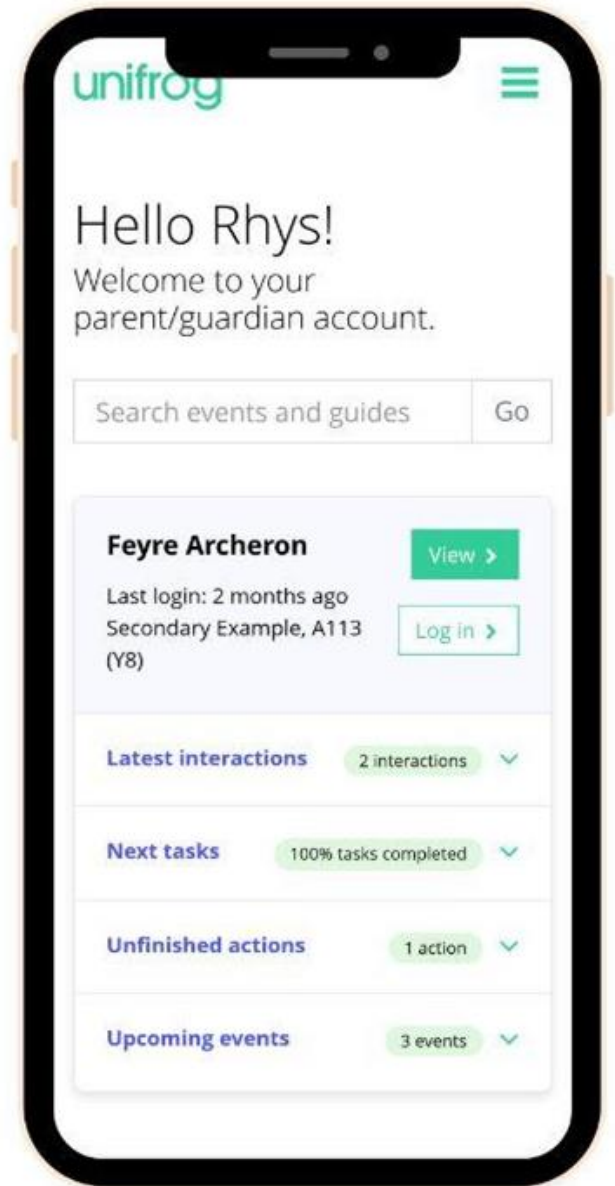 unifrog
Hello Rhys!
Welcome to your
parent/guardian account.
Search events and guides
Go
Feyre Archeron
View
Last login: 2 months ago
Secondary Example, A113
(Y8)
Log in
Latest interactions
2 interactions
Next tasks
100% tasks completed
Unfinished actions
1 action
Upcoming events
3 events